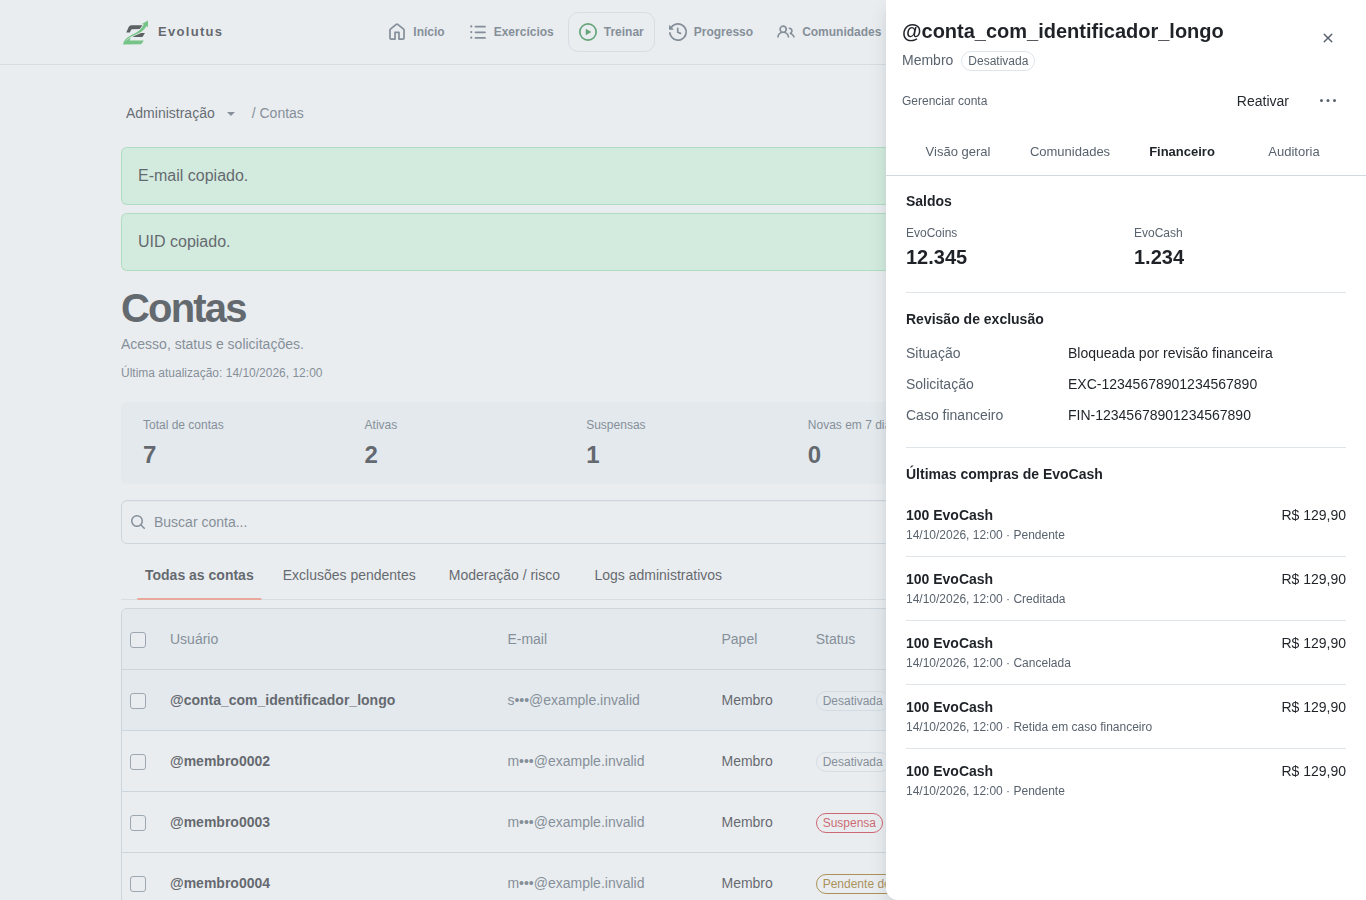 Evolutus
Início
Exercícios
Treinar
Progresso
Comunidades
Administração / Contas
E-mail copiado.
UID copiado.
Contas
Acesso, status e solicitações.
Última atualização: 14/10/2026, 12:00
Total de contas
7
Ativas
2
Suspensas
1
Novas em 7
0
Buscar conta...
Todas as contas
Exclusões pendentes
Moderação / risco
Logs administrativos
Usuário E-mail Papel Status
@conta_com_identificador_longo s•••@example.invalid Membro Desativada
@membro0002 m•••@example.invalid Membro Desativada
@membro0003 m•••@example.invalid Membro Suspensa
@membro0004 m•••@example.invalid Membro Pendente
@conta_com_identificador_longo
Membro Desativada
Gerenciar conta
Reativar
Visão geral
Comunidades
Financeiro
Auditoria
Saldos
EvoCoins
12.345
EvoCash
1.234
Revisão de exclusão
Situação Bloqueada por revisão financeira
Solicitação EXC-12345678901234567890
Caso financeiro FIN-12345678901234567890
Últimas compras de EvoCash
100 EvoCash R$ 129,90
14/10/2026, 12:00 · Pendente
100 EvoCash R$ 129,90
14/10/2026, 12:00 · Creditada
100 EvoCash R$ 129,90
14/10/2026, 12:00 · Cancelada
100 EvoCash R$ 129,90
14/10/2026, 12:00 · Retida em caso financeiro
100 EvoCash R$ 129,90
14/10/2026, 12:00 · Pendente